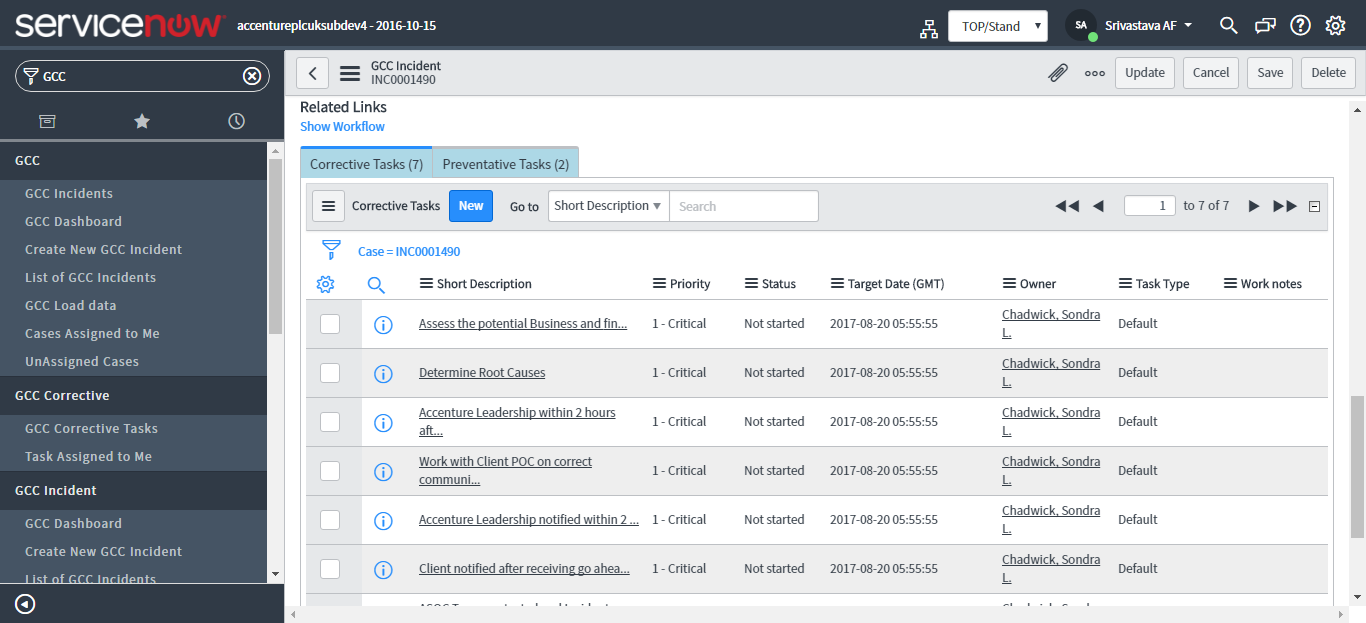 servicenow accentureplcuksubdev4 - 2016-10-15 TOP/Stand SA Srivastava AF
GCC
GCC
GCC Incidents
GCC Dashboard
Create New GCC Incident
List of GCC Incidents
GCC Load data
Cases Assigned to Me
UnAssigned Cases
GCC Corrective
GCC Corrective Tasks
Task Assigned to Me
GCC Incident
GCC Dashboard
Create New GCC Incident
List of GCC Incidents
GCC Incident
INC0001490
Update Cancel Save Delete
Related Links
Show Workflow
Corrective Tasks (7) Preventative Tasks (2)
Corrective Tasks New Go to Short Description Search 1 to 7 of 7
Case = INC0001490
Short Description Priority Status Target Date (GMT) Owner Task Type Work notes
Assess the potential Business and fin... 1 - Critical Not started 2017-08-20 05:55:55 Chadwick, Sondra Default
L.
Determine Root Causes 1 - Critical Not started 2017-08-20 05:55:55 Chadwick, Sondra Default
L.
Accenture Leadership within 2 hours 1 - Critical Not started 2017-08-20 05:55:55 Chadwick, Sondra Default
aft... L.
Work with Client POC on correct 1 - Critical Not started 2017-08-20 05:55:55 Chadwick, Sondra Default
communi... L.
Accenture Leadership notified within 2 ... 1 - Critical Not started 2017-08-20 05:55:55 Chadwick, Sondra Default
L.
Client notified after receiving go ahea... 1 - Critical Not started 2017-08-20 05:55:55 Chadwick, Sondra Default
L.